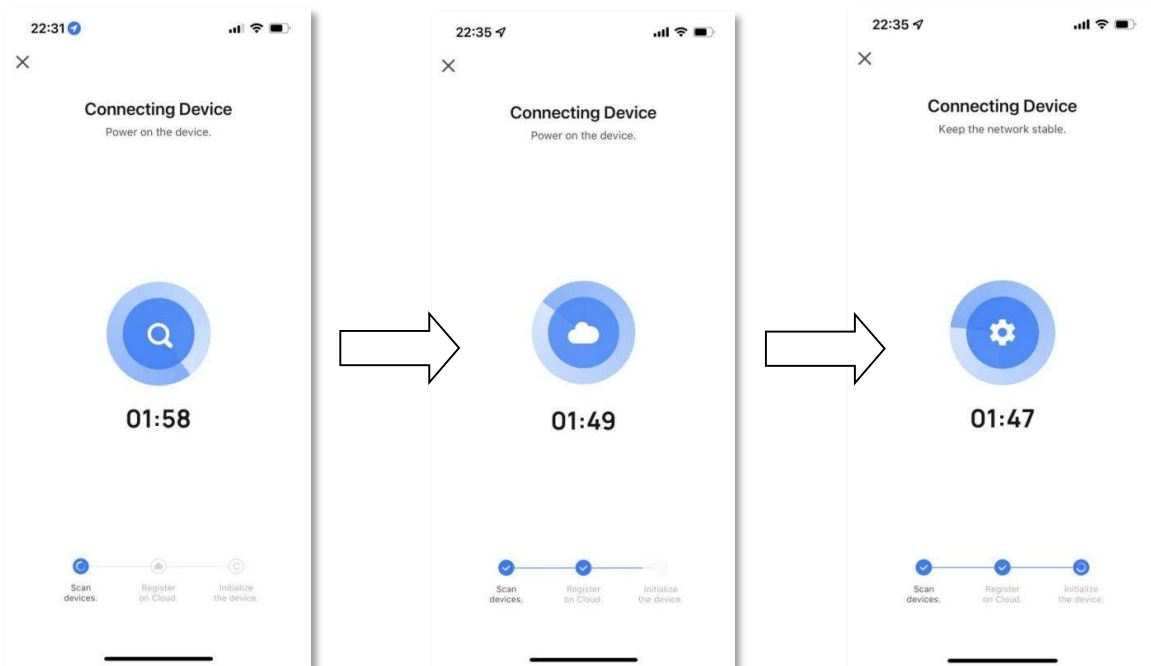 22:31
Connecting Device
Power on the device.
01:58
Scan devices.
Register on Cloud.
Initialize the device.
22:35
Connecting Device
Power on the device.
01:49
Scan devices.
Register on Cloud.
Initialize the device.
22:35
Connecting Device
Keep the network stable.
01:47
Scan devices.
Register on Cloud.
Initialize the device.